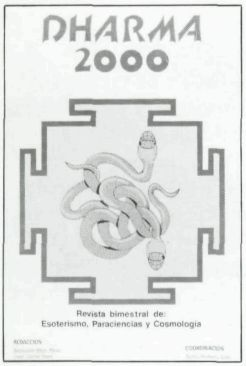 DHARMA
2000
Revista bimestral de:
Esoterismo, Paraciencias y Cosmología
REDACCION
COORDINACION